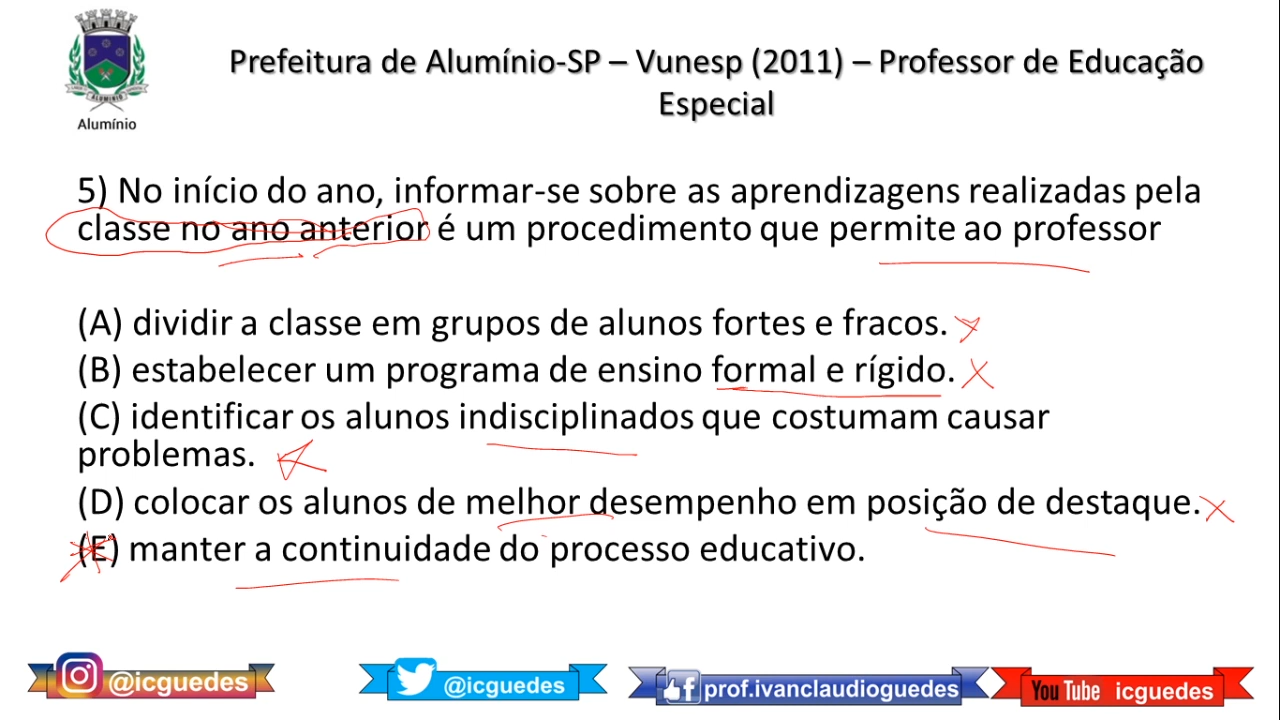 Prefeitura de Alumínio-SP – Vunesp (2011) – Professor de Educação
Especial
Alumínio
5) No início do ano, informar-se sobre as aprendizagens realizadas pela
classe no ano anterior é um procedimento que permite ao professor
(A) dividir a classe em grupos de alunos fortes e fracos.
(B) estabelecer um programa de ensino formal e rígido.
(C) identificar os alunos indisciplinados que costumam causar
problemas.
(D) colocar os alunos de melhor desempenho em posição de destaque.
(E) manter a continuidade do processo educativo.
@icguedes
@icguedes
prof.ivanclaudioguedes
You Tube icguedes